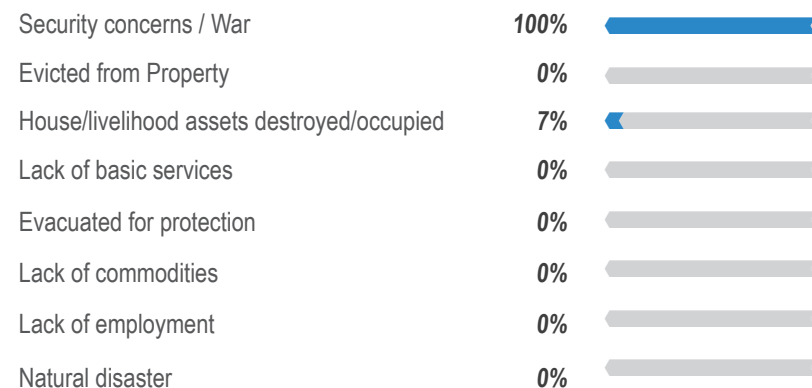 Security concerns / War 100%
Evicted from Property 0%
House/livelihood assets destroyed/occupied 7%
Lack of basic services 0%
Evacuated for protection 0%
Lack of commodities 0%
Lack of employment 0%
Natural disaster 0%